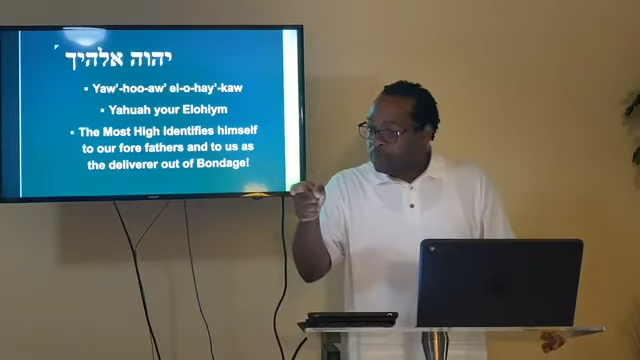 יהוה אלהיך
▪ Yaw'-hoo-aw' el-o-hay'-kaw
▪ Yahuah your Elohiym
▪ The Most High Identifies himself
to our fore fathers and to us as
the deliverer out of Bondage!